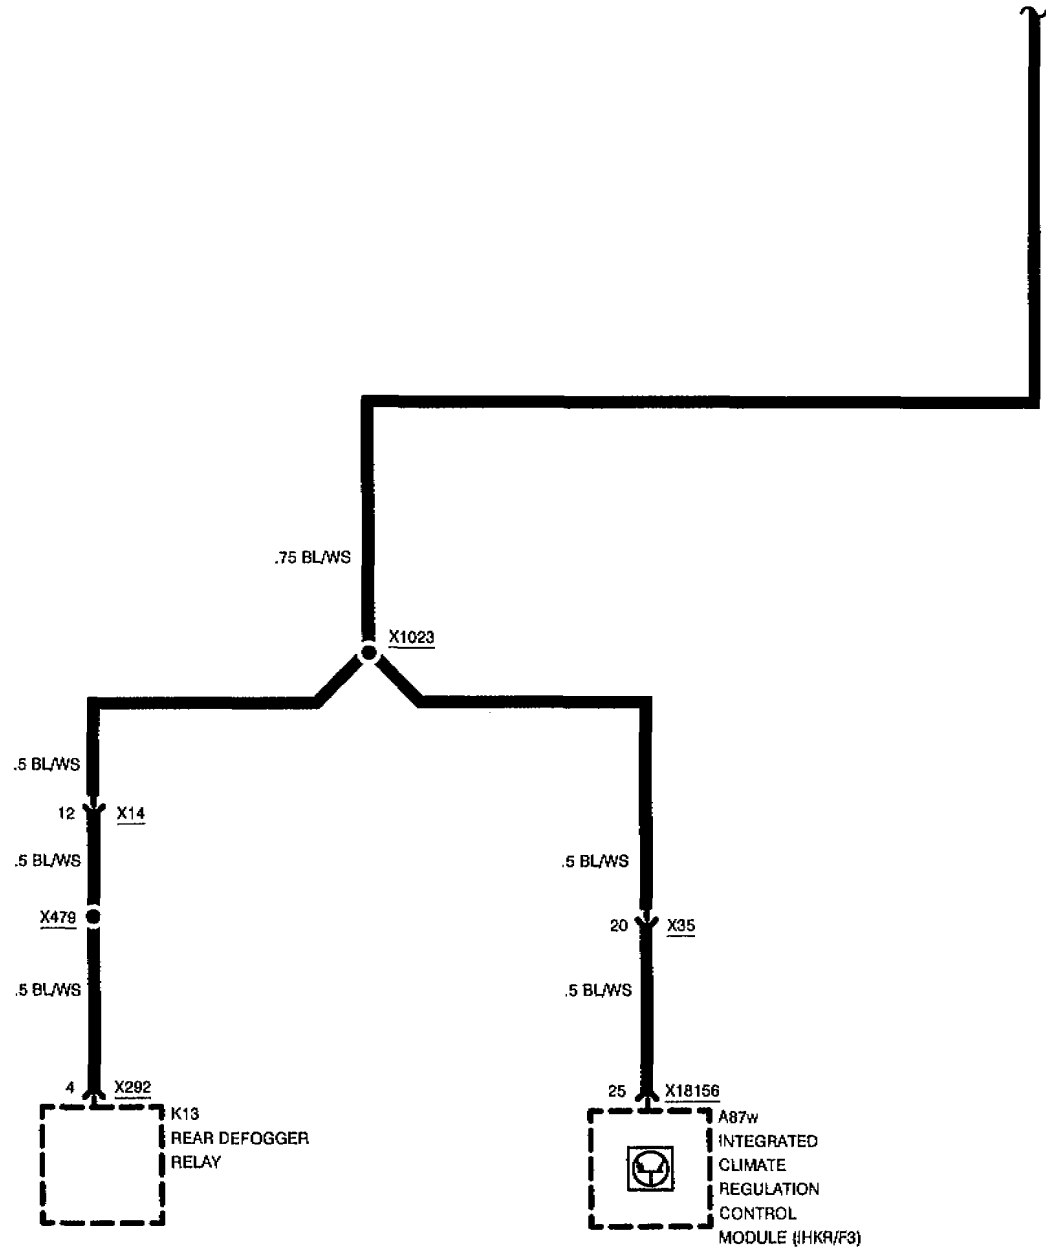 .75 BL/WS
X1023
.5 BL/WS
12 X14
.5 BL/WS
.5 BL/WS
X479
20 X35
.5 BL/WS
.5 BL/WS
4 X292
25 X18156
K13
REAR DEFOGGER
RELAY
A87w
INTEGRATED
CLIMATE
REGULATION
CONTROL
MODULE (IHKR/F3)